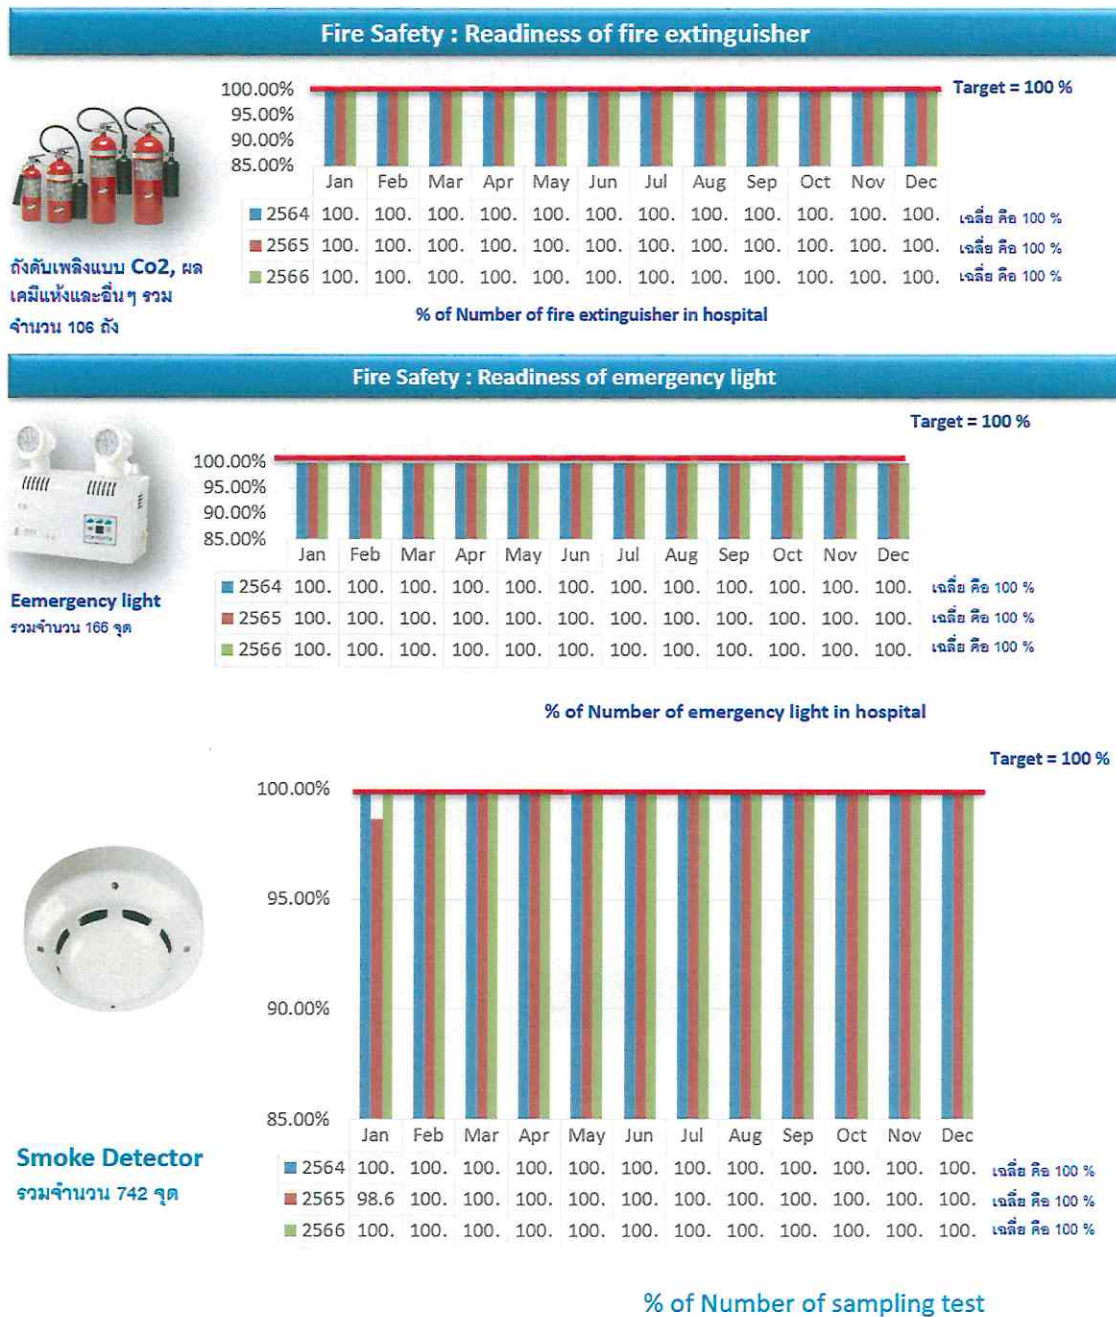 Fire Safety : Readiness of fire extinguisher
Target = 100 %
100.00%
95.00%
90.00%
85.00%
Jan Feb Mar Apr May Jun Jul Aug Sep Oct Nov Dec
2564 100. 100. 100. 100. 100. 100. 100. 100. 100. 100. 100. 100. เฉลี่ย คือ 100 %
2565 100. 100. 100. 100. 100. 100. 100. 100. 100. 100. 100. 100. เฉลี่ย คือ 100 %
2566 100. 100. 100. 100. 100. 100. 100. 100. 100. 100. 100. 100. เฉลี่ย คือ 100 %
ถังดับเพลิงแบบ Co2, ผล
เคมีแห้งและอื่นๆ รวม
จำนวน 106 ถัง
% of Number of fire extinguisher in hospital
Fire Safety : Readiness of emergency light
Target = 100 %
100.00%
95.00%
90.00%
85.00%
Jan Feb Mar Apr May Jun Jul Aug Sep Oct Nov Dec
2564 100. 100. 100. 100. 100. 100. 100. 100. 100. 100. 100. 100. เฉลี่ย คือ 100 %
2565 100. 100. 100. 100. 100. 100. 100. 100. 100. 100. 100. 100. เฉลี่ย คือ 100 %
2566 100. 100. 100. 100. 100. 100. 100. 100. 100. 100. 100. 100. เฉลี่ย คือ 100 %
Eemergency light
รวมจำนวน 166 จุด
% of Number of emergency light in hospital
Target = 100 %
100.00%
95.00%
90.00%
85.00%
Jan Feb Mar Apr May Jun Jul Aug Sep Oct Nov Dec
2564 100. 100. 100. 100. 100. 100. 100. 100. 100. 100. 100. 100. เฉลี่ย คือ 100 %
2565 98.6 100. 100. 100. 100. 100. 100. 100. 100. 100. 100. 100. เฉลี่ย คือ 100 %
2566 100. 100. 100. 100. 100. 100. 100. 100. 100. 100. 100. 100. เฉลี่ย คือ 100 %
Smoke Detector
รวมจำนวน 742 จุด
% of Number of sampling test